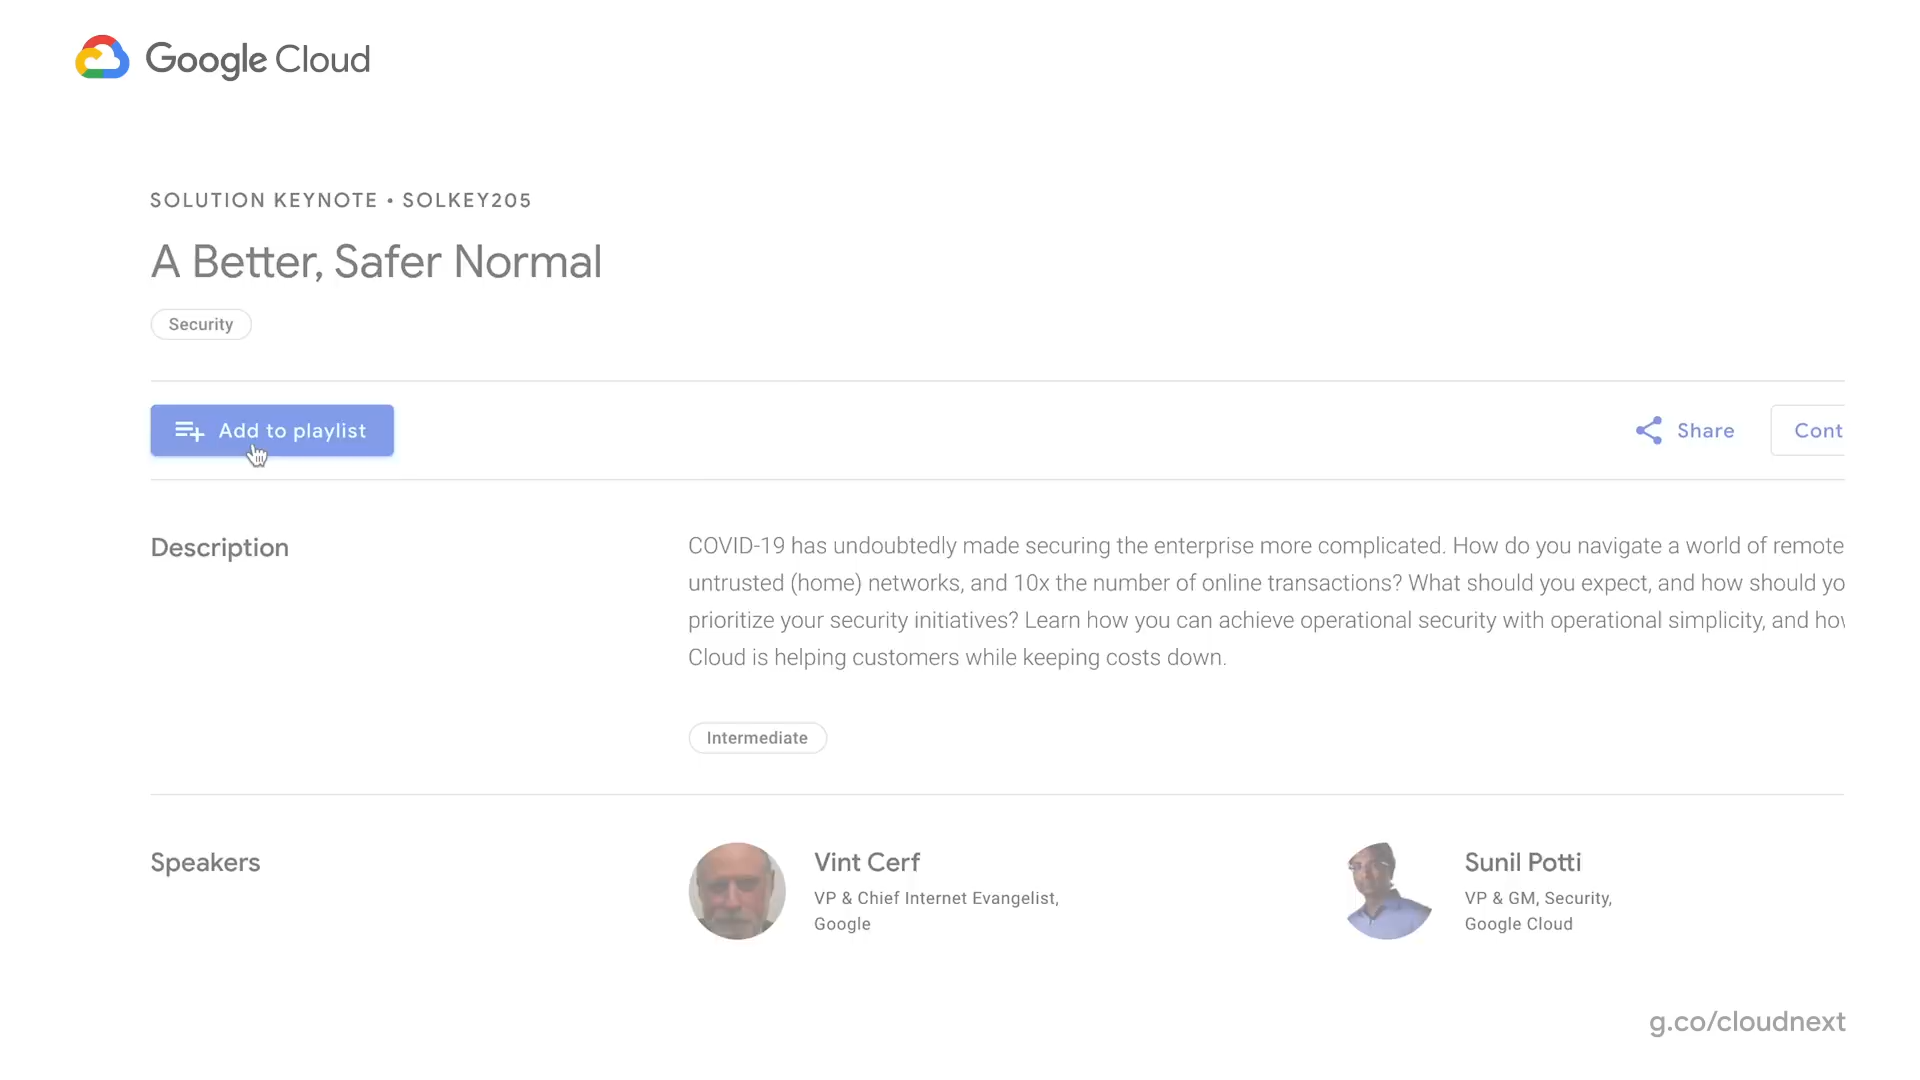 Google Cloud
SOLUTION KEYNOTE • SOLKEY205
A Better, Safer Normal
Security
Add to playlist
Share
Cont
Description
COVID-19 has undoubtedly made securing the enterprise more complicated. How do you navigate a world of remote
untrusted (home) networks, and 10x the number of online transactions? What should you expect, and how should yo
prioritize your security initiatives? Learn how you can achieve operational security with operational simplicity, and how
Cloud is helping customers while keeping costs down.
Intermediate
Speakers
Vint Cerf
VP & Chief Internet Evangelist,
Google
Sunil Potti
VP & GM, Security,
Google Cloud
g.co/cloudnext